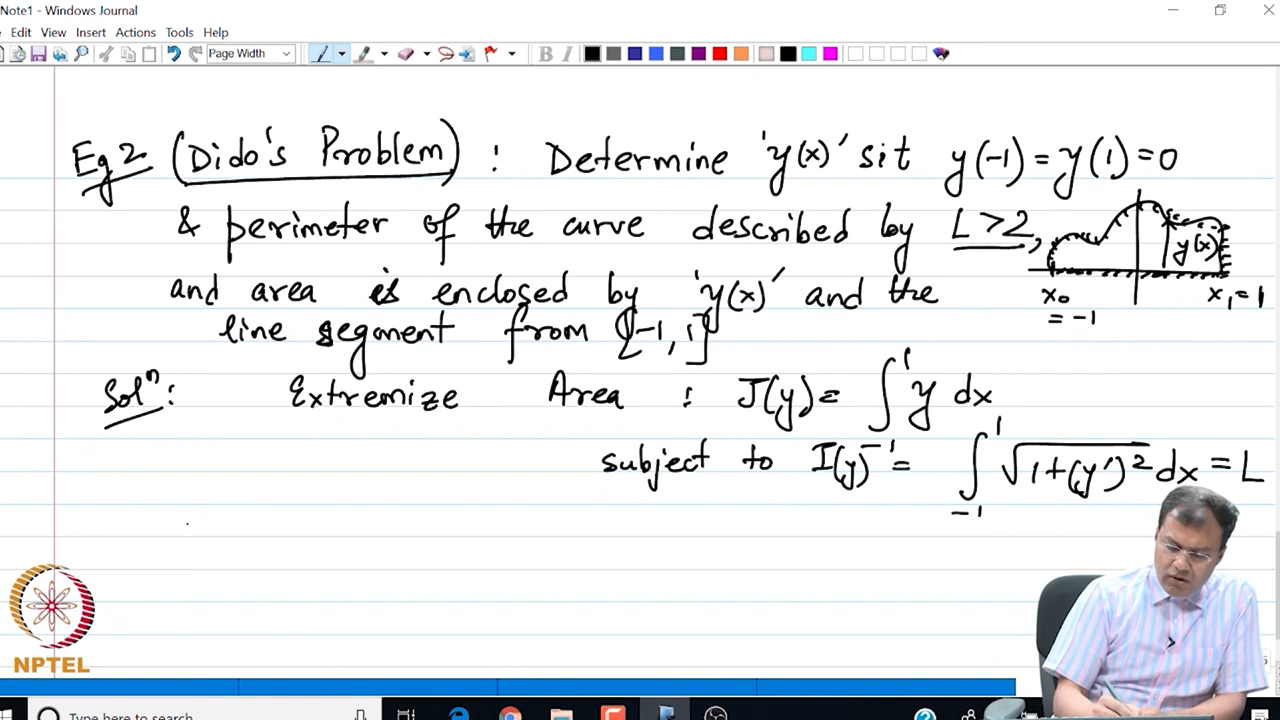 Note1 - Windows Journal
Edit View Insert Actions Tools Help
Page Width
B I
Eg 2 (Dido's Problem) : Determine 'y(x)' s.t y(-1) = y(1) = 0
& perimeter of the curve described by L > 2,
y(x)
and area is enclosed by 'y(x)' and the
x0 = -1
x1 = 1
line segment from [-1, 1]
Solⁿ: Extremize Area : J(y) = ∫_{-1}^{1} y dx
subject to I(y) = ∫_{-1}^{1} √(1+(y')²) dx = L
NPTEL
Type here to search